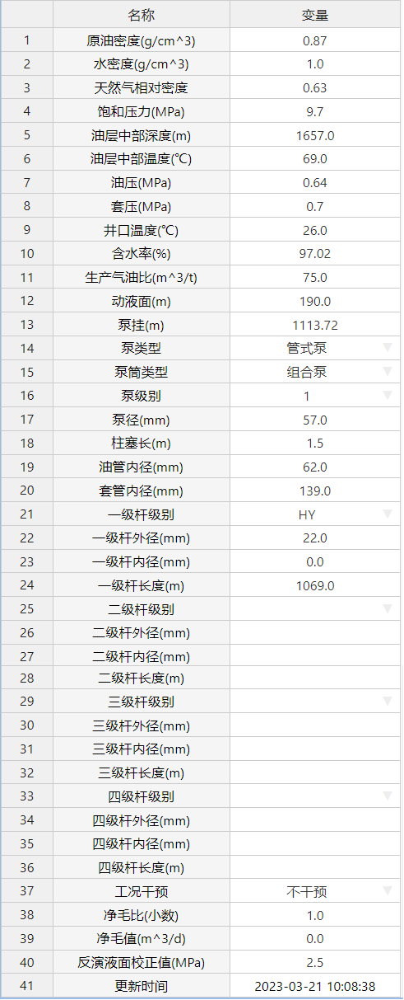 名称 变量
1 原油密度(g/cm^3) 0.87
2 水密度(g/cm^3) 1.0
3 天然气相对密度 0.63
4 饱和压力(MPa) 9.7
5 油层中部深度(m) 1657.0
6 油层中部温度(℃) 69.0
7 油压(MPa) 0.64
8 套压(MPa) 0.7
9 井口温度(℃) 26.0
10 含水率(%) 97.02
11 生产气油比(m^3/t) 75.0
12 动液面(m) 190.0
13 泵挂(m) 1113.72
14 泵类型 管式泵
15 泵筒类型 组合泵
16 泵级别 1
17 泵径(mm) 57.0
18 柱塞长(m) 1.5
19 油管内径(mm) 62.0
20 套管内径(mm) 139.0
21 一级杆级别 HY
22 一级杆外径(mm) 22.0
23 一级杆内径(mm) 0.0
24 一级杆长度(m) 1069.0
25 二级杆级别
26 二级杆外径(mm)
27 二级杆内径(mm)
28 二级杆长度(m)
29 三级杆级别
30 三级杆外径(mm)
31 三级杆内径(mm)
32 三级杆长度(m)
33 四级杆级别
34 四级杆外径(mm)
35 四级杆内径(mm)
36 四级杆长度(m)
37 工况干预 不干预
38 净毛比(小数) 1.0
39 净毛值(m^3/d) 0.0
40 反演液面校正值(MPa) 2.5
41 更新时间 2023-03-21 10:08:38